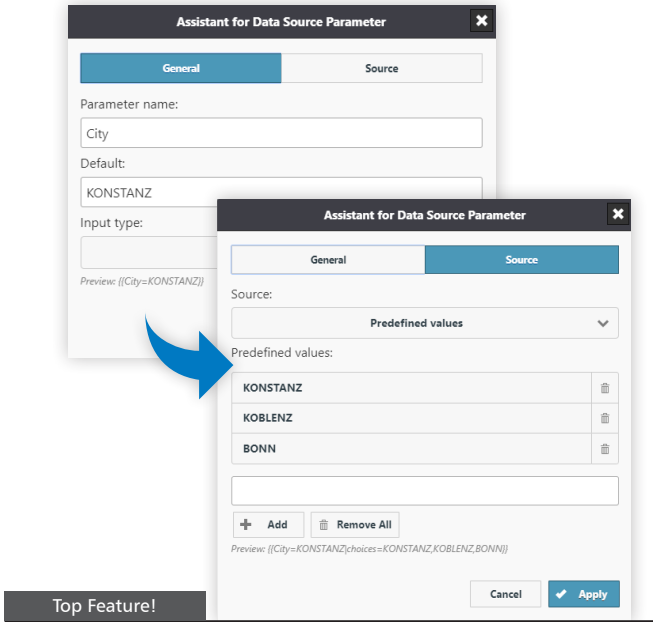 Assistant for Data Source Parameter
General
Source
Parameter name:
City
Default:
KONSTANZ
Input type:
Preview: {{City=KONSTANZ}}
Assistant for Data Source Parameter
General
Source
Source:
Predefined values
Predefined values:
KONSTANZ
KOBLENZ
BONN
Add
Remove All
Preview: {{City=KONSTANZ|choices=KONSTANZ,KOBLENZ,BONN}}
Cancel
Apply
Top Feature!